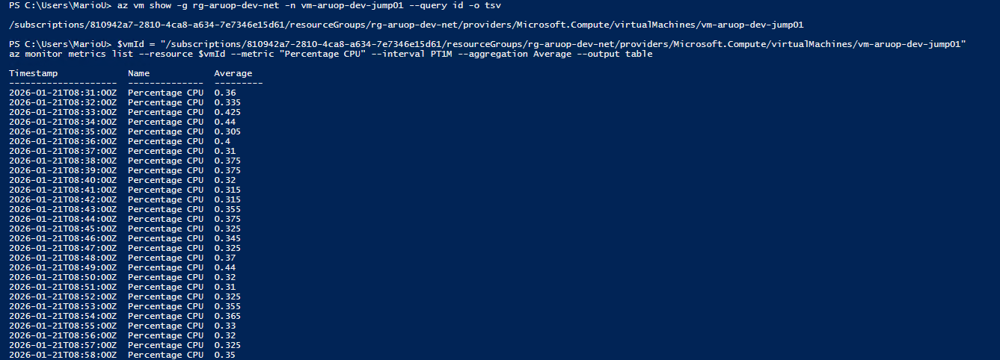 PS C:\Users\MarioU> az vm show -g rg-aruop-dev-net -n vm-aruop-dev-jump01 --query id -o tsv
/subscriptions/810942a7-2810-4ca8-a634-7e7346e15d61/resourceGroups/rg-aruop-dev-net/providers/Microsoft.Compute/virtualMachines/vm-aruop-dev-jump01
PS C:\Users\MarioU> $vmId = "/subscriptions/810942a7-2810-4ca8-a634-7e7346e15d61/resourceGroups/rg-aruop-dev-net/providers/Microsoft.Compute/virtualMachines/vm-aruop-dev-jump01"
az monitor metrics list --resource $vmId --metric "Percentage CPU" --interval PT1M --aggregation Average --output table
Timestamp             Name            Average
--------------------  --------------  ---------
2026-01-21T08:31:00Z  Percentage CPU  0.36
2026-01-21T08:32:00Z  Percentage CPU  0.335
2026-01-21T08:33:00Z  Percentage CPU  0.425
2026-01-21T08:34:00Z  Percentage CPU  0.44
2026-01-21T08:35:00Z  Percentage CPU  0.305
2026-01-21T08:36:00Z  Percentage CPU  0.4
2026-01-21T08:37:00Z  Percentage CPU  0.31
2026-01-21T08:38:00Z  Percentage CPU  0.375
2026-01-21T08:39:00Z  Percentage CPU  0.375
2026-01-21T08:40:00Z  Percentage CPU  0.32
2026-01-21T08:41:00Z  Percentage CPU  0.315
2026-01-21T08:42:00Z  Percentage CPU  0.315
2026-01-21T08:43:00Z  Percentage CPU  0.355
2026-01-21T08:44:00Z  Percentage CPU  0.375
2026-01-21T08:45:00Z  Percentage CPU  0.325
2026-01-21T08:46:00Z  Percentage CPU  0.345
2026-01-21T08:47:00Z  Percentage CPU  0.325
2026-01-21T08:48:00Z  Percentage CPU  0.37
2026-01-21T08:49:00Z  Percentage CPU  0.44
2026-01-21T08:50:00Z  Percentage CPU  0.32
2026-01-21T08:51:00Z  Percentage CPU  0.31
2026-01-21T08:52:00Z  Percentage CPU  0.325
2026-01-21T08:53:00Z  Percentage CPU  0.355
2026-01-21T08:54:00Z  Percentage CPU  0.365
2026-01-21T08:55:00Z  Percentage CPU  0.33
2026-01-21T08:56:00Z  Percentage CPU  0.32
2026-01-21T08:57:00Z  Percentage CPU  0.325
2026-01-21T08:58:00Z  Percentage CPU  0.35